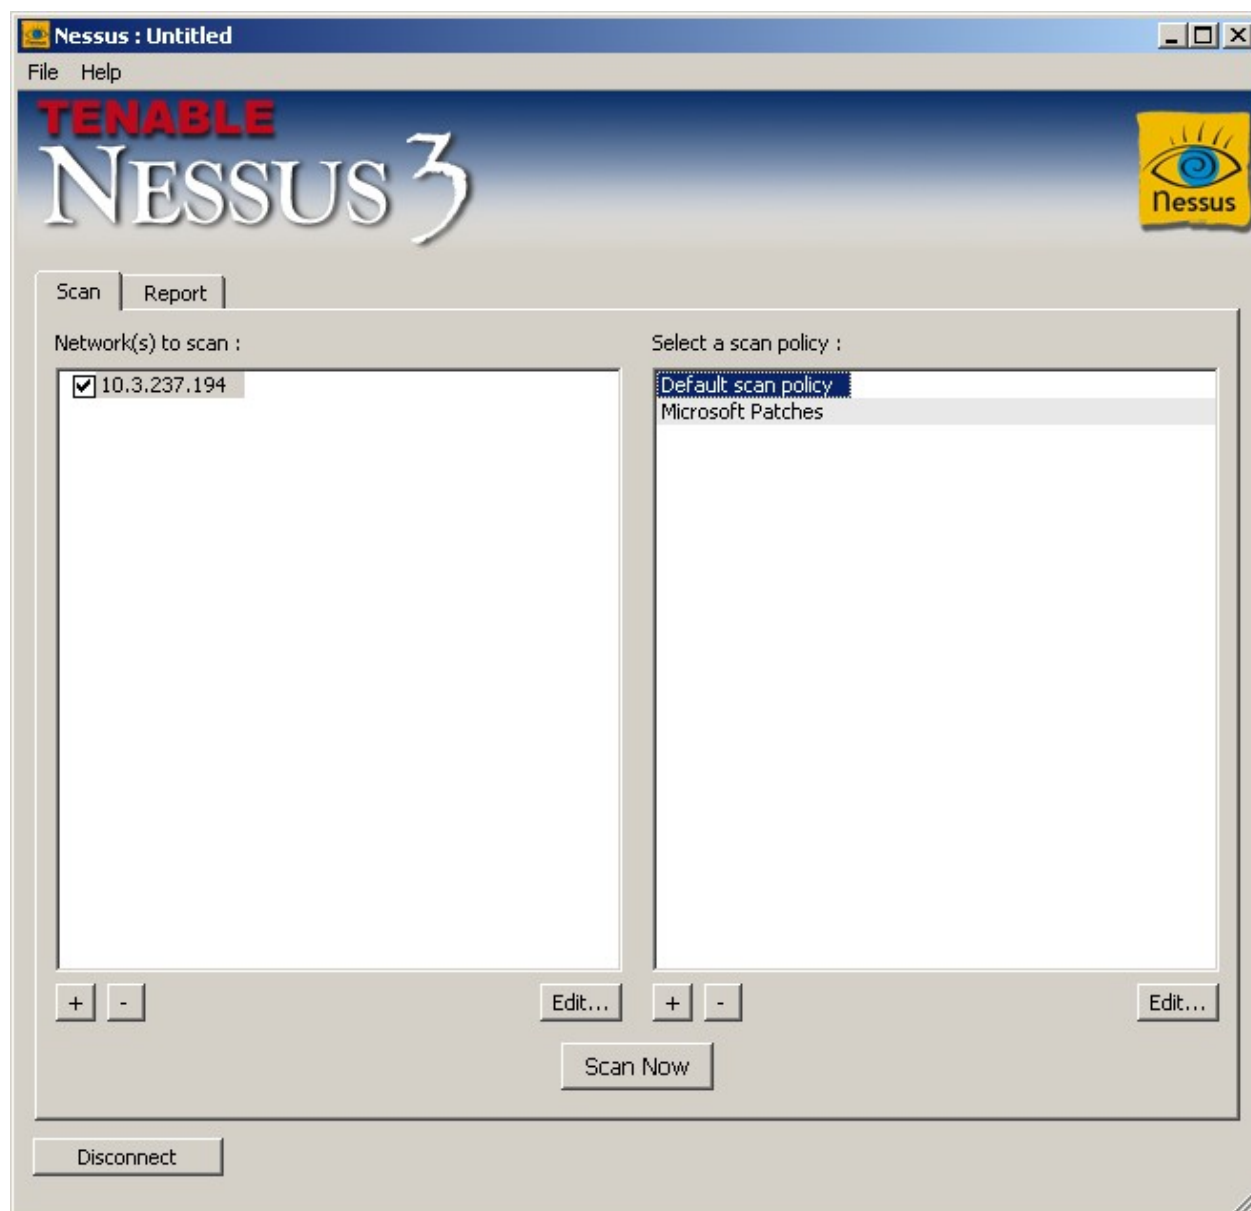 Nessus : Untitled
File Help
TENABLE
NESSUS 3
Nessus
Scan Report
Network(s) to scan :
10.3.237.194
Select a scan policy :
Default scan policy
Microsoft Patches
+ - Edit...
+ - Edit...
Scan Now
Disconnect